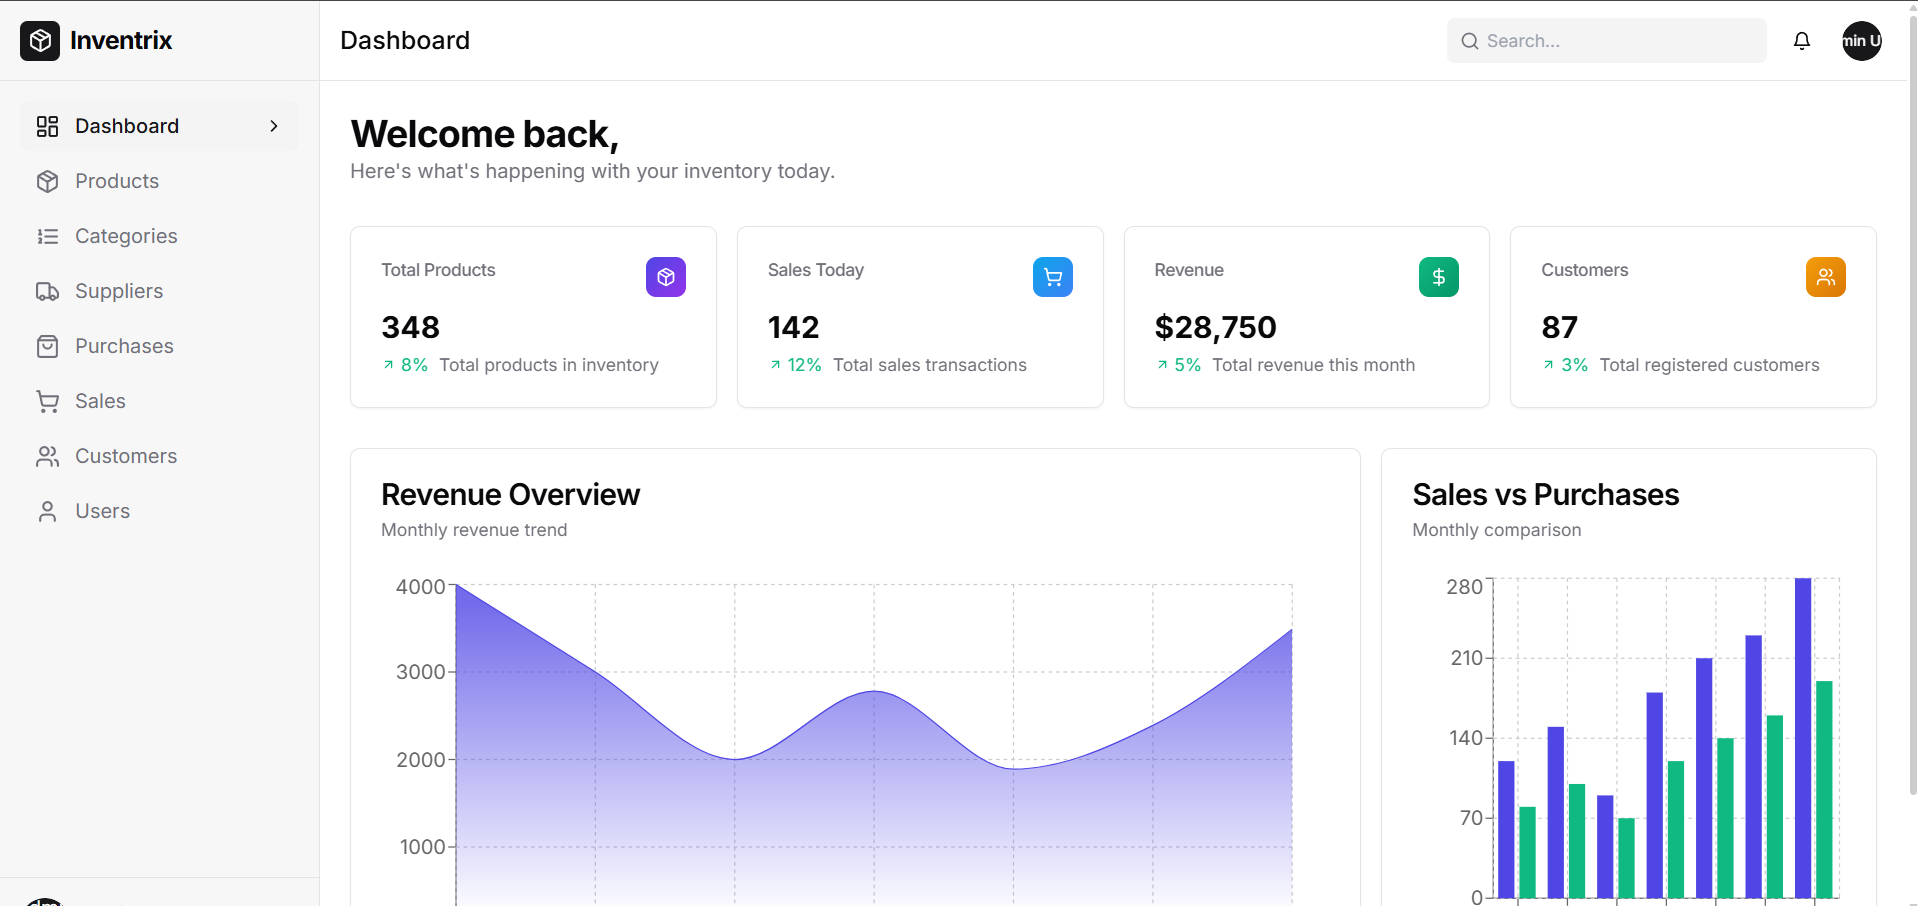 Inventrix
Dashboard
Search...
min U
Dashboard
Products
Categories
Suppliers
Purchases
Sales
Customers
Users
Welcome back,
Here's what's happening with your inventory today.
Total Products
348
8% Total products in inventory
Sales Today
142
12% Total sales transactions
Revenue
$28,750
5% Total revenue this month
Customers
87
3% Total registered customers
Revenue Overview
Monthly revenue trend
4000
3000
2000
1000
Sales vs Purchases
Monthly comparison
280
210
140
70
0